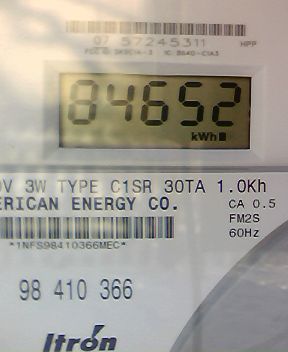 07 57245311 HPP
84652
kWh
0V 3W TYPE C1SR 30TA 1.0Kh
ERICAN ENERGY CO.
CA 0.5
FM2S
60Hz
*1NFS98410366MEC*
98 410 366
Itron